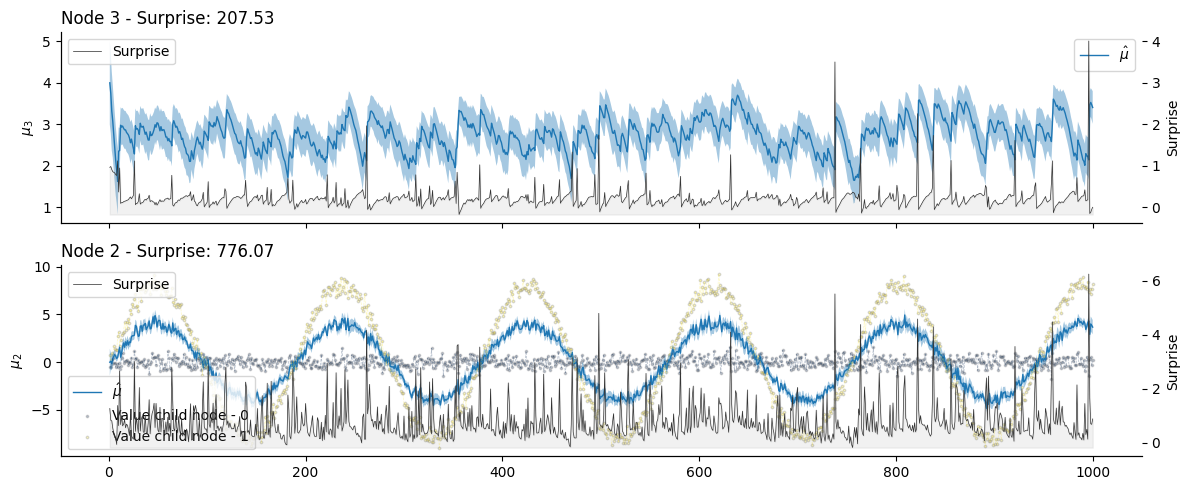 Node 3 - Surprise: 207.53
Surprise
μ̂
5
4
3
2
1
μ₃
4
3
2
1
0
Surprise
Node 2 - Surprise: 776.07
Surprise
μ̂
Value child node - 0
Value child node - 1
10
5
0
−5
μ₂
6
4
2
0
Surprise
0
200
400
600
800
1000